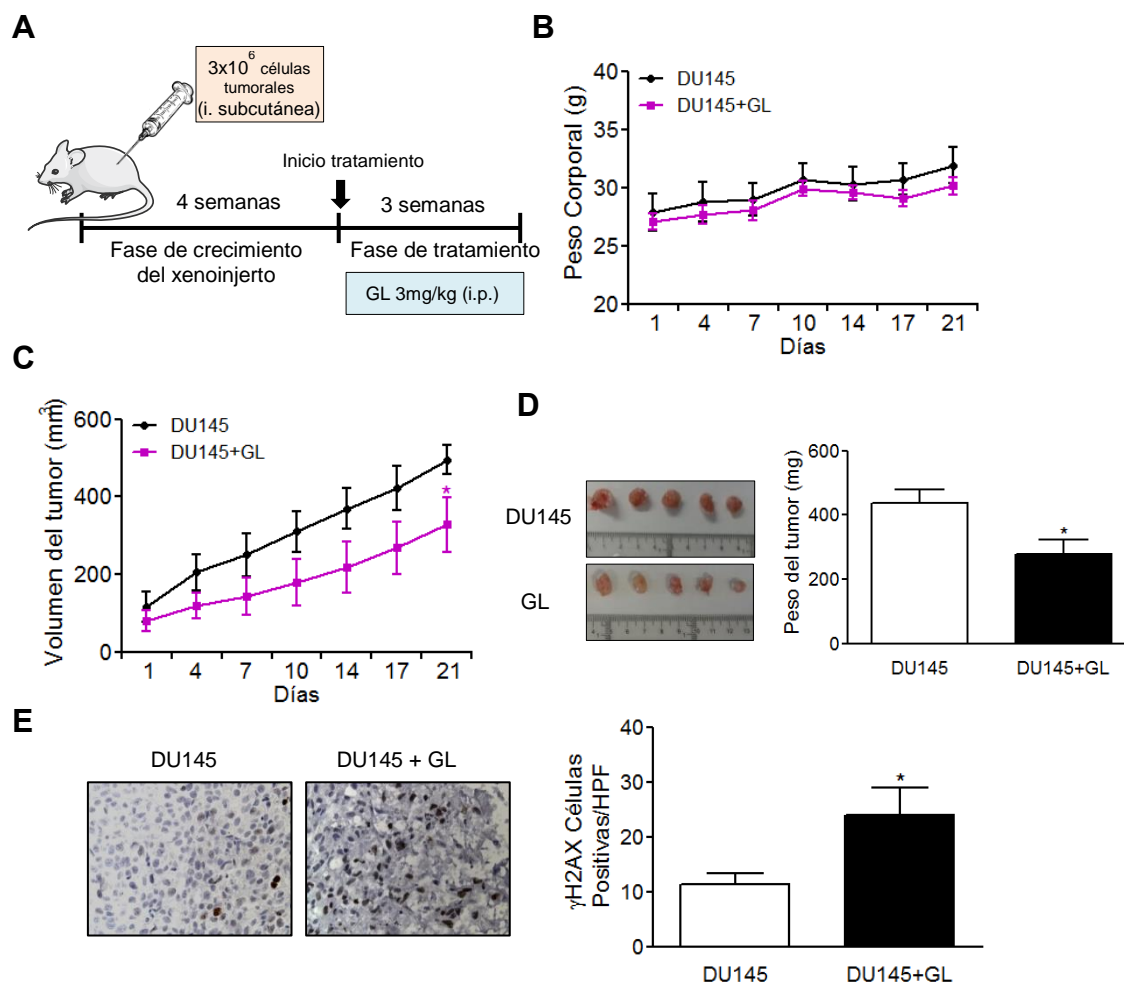 A
3x10^6 células
tumorales
(i. subcutánea)
Inicio tratamiento
4 semanas
3 semanas
Fase de crecimiento
del xenoinjerto
Fase de tratamiento
GL 3mg/kg (i.p.)
B
Peso Corporal (g)
40
35
30
25
20
DU145
DU145+GL
1 4 7 10 14 17 21
Días
C
Volumen del tumor (mm^3)
600
400
200
0
DU145
DU145+GL
*
1 4 7 10 14 17 21
Días
D
DU145
GL
Peso del tumor (mg)
600
400
200
0
*
DU145 DU145+GL
E
DU145 DU145 + GL
γH2AX Células
Positivas/HPF
40
30
20
10
0
*
DU145 DU145+GL